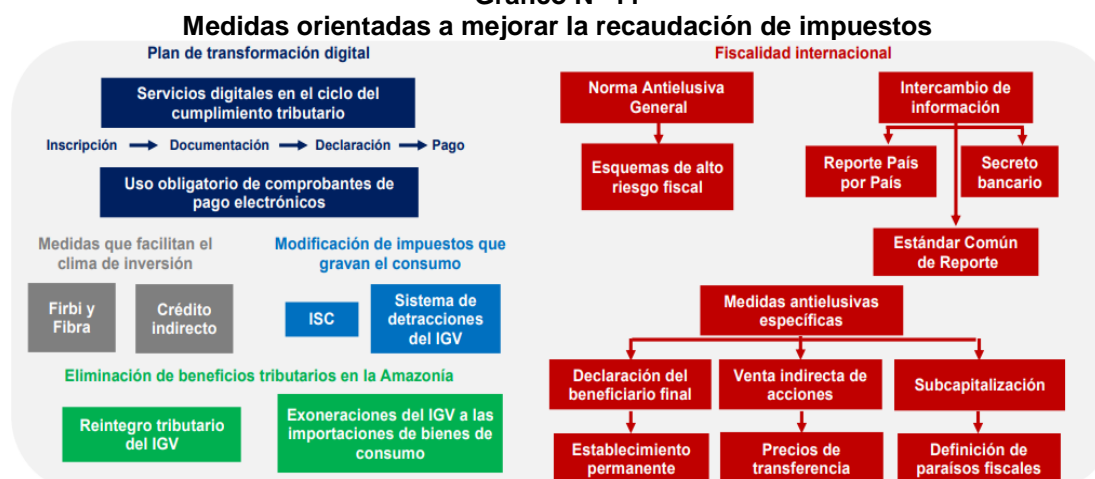 Medidas orientadas a mejorar la recaudación de impuestos
Plan de transformación digital
Servicios digitales en el ciclo del
cumplimiento tributario
Inscripción
Documentación
Declaración
Pago
Uso obligatorio de comprobantes de
pago electrónicos
Medidas que facilitan el
clima de inversión
Firbi y
Fibra
Crédito
indirecto
Modificación de impuestos que
gravan el consumo
ISC
Sistema de
detracciones
del IGV
Eliminación de beneficios tributarios en la Amazonía
Reintegro tributario
del IGV
Exoneraciones del IGV a las
importaciones de bienes de
consumo
Fiscalidad internacional
Norma Antielusiva
General
Esquemas de alto
riesgo fiscal
Intercambio de
información
Reporte País
por País
Secreto
bancario
Estándar Común
de Reporte
Medidas antielusivas
específicas
Declaración del
beneficiario final
Venta indirecta de
acciones
Subcapitalización
Establecimiento
permanente
Precios de
transferencia
Definición de
paraísos fiscales